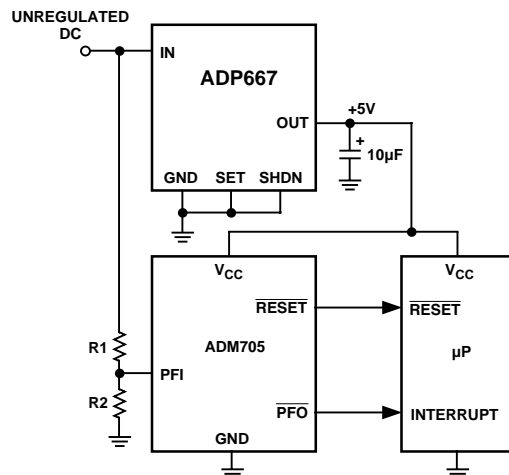 UNREGULATED
DC
IN
ADP667
OUT
+5V
+
10µF
GND SET SHDN
VCC
VCC
RESET
RESET
R1
ADM705
µP
PFI
R2
PFO
INTERRUPT
GND